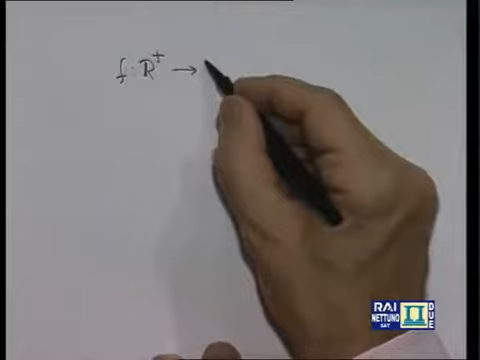 f: R⁺ →
RAI
NETTUNO
SAT
DUE